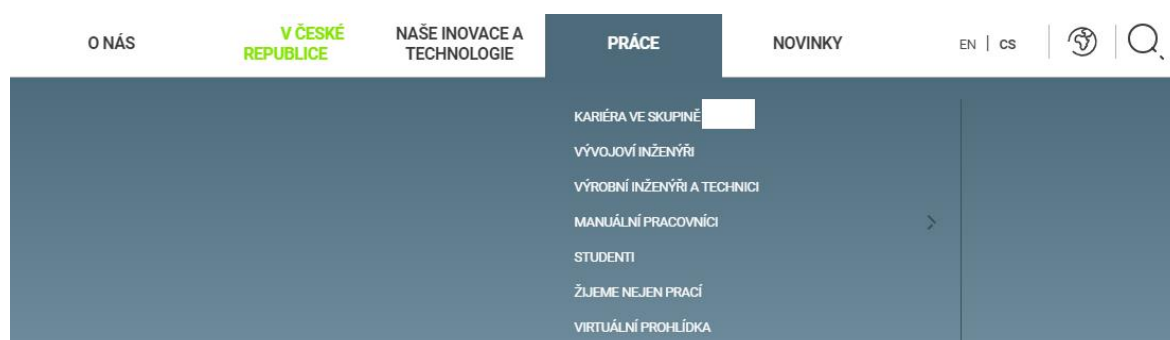 O NÁS
V ČESKÉ
REPUBLICE
NAŠE INOVACE A
TECHNOLOGIE
PRÁCE
NOVINKY
EN | CS
KARIÉRA VE SKUPINĚ
VÝVOJOVÍ INŽENÝŘI
VÝROBNÍ INŽENÝŘI A TECHNICI
MANUÁLNÍ PRACOVNÍCI
STUDENTI
ŽIJEME NEJEN PRACÍ
VIRTUÁLNÍ PROHLÍDKA